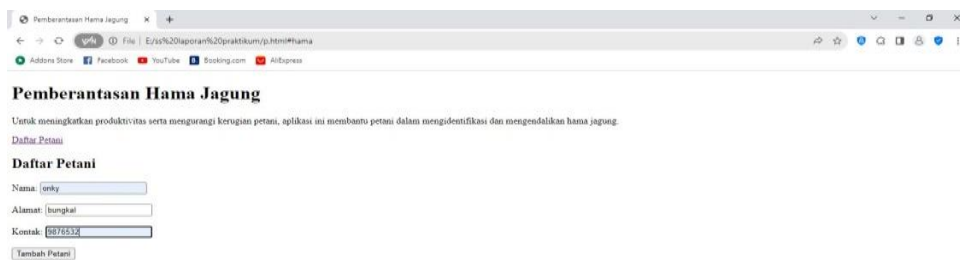 Pemberantasan Hama Jagung
VPN File | E:/ss%20laporan%20praktikum/p.html#hama
Addons Store Facebook YouTube Booking.com AliExpress
Pemberantasan Hama Jagung
Untuk meningkatkan produktivitas serta mengurangi kerugian petani, aplikasi ini membantu petani dalam mengidentifikasi dan mengendalikan hama jagung.
Daftar Petani
Daftar Petani
Nama: onky
Alamat: bungkal
Kontak: 9876532
Tambah Petani